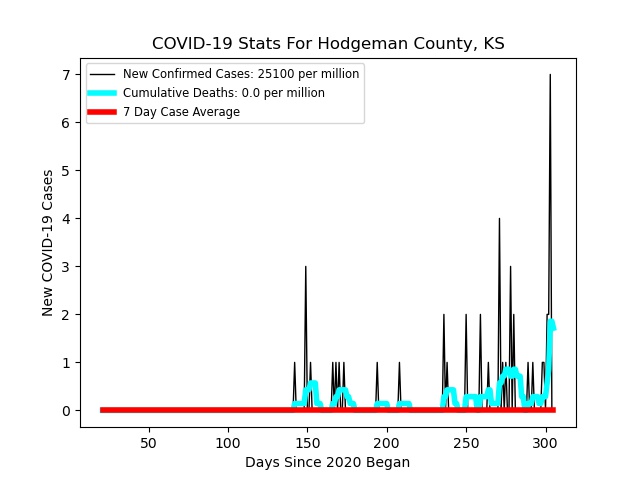 COVID-19 Stats For Hodgeman County, KS
New Confirmed Cases: 25100 per million
Cumulative Deaths: 0.0 per million
7 Day Case Average
New COVID-19 Cases
7
6
5
4
3
2
1
0
50 100 150 200 250 300
Days Since 2020 Began